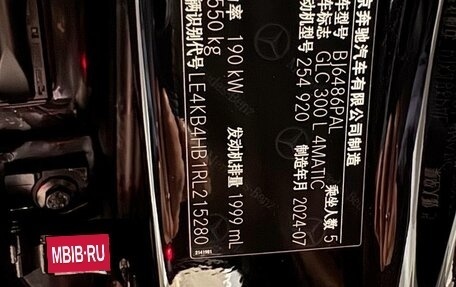 京奔驰汽车有限公司制造
车型号 BJ6486PAL
车标志 GLC 300 L 4MATIC 乘坐人数 5
动机型号 254 920 制造年月 2024-07
功率 190 kW 发动机排量 1999 mL
550 kg
辆识别代号 LE4KB4HB1RL215280
MBIB·RU